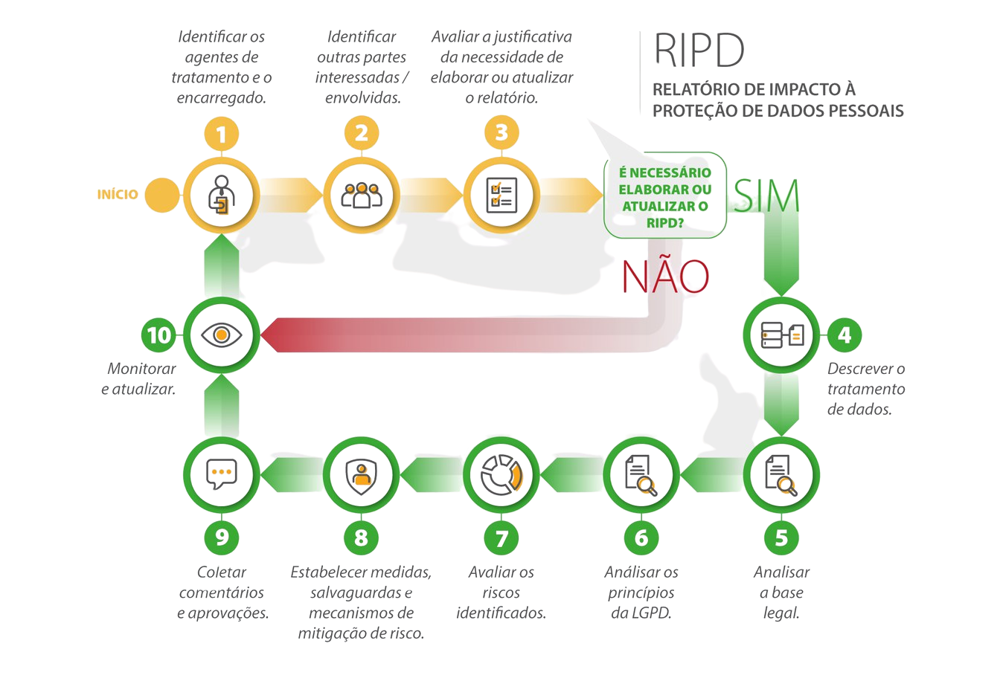 RIPD
RELATÓRIO DE IMPACTO À
PROTEÇÃO DE DADOS PESSOAIS
Identificar os
agentes de
tratamento e o
encarregado.
1
Identificar
outras partes
interessadas /
envolvidas.
2
Avaliar a justificativa
da necessidade de
elaborar ou atualizar
o relatório.
3
INÍCIO
É NECESSÁRIO
ELABORAR OU
ATUALIZAR O
RIPD?
SIM
NÃO
4
Descrever o
tratamento
de dados.
5
Analisar
a base
legal.
6
Análisar os
princípios
da LGPD.
7
Avaliar os
riscos
identificados.
8
Estabelecer medidas,
salvaguardas e
mecanismos de
mitigação de risco.
9
Coletar
comentários
e aprovações.
10
Monitorar
e atualizar.